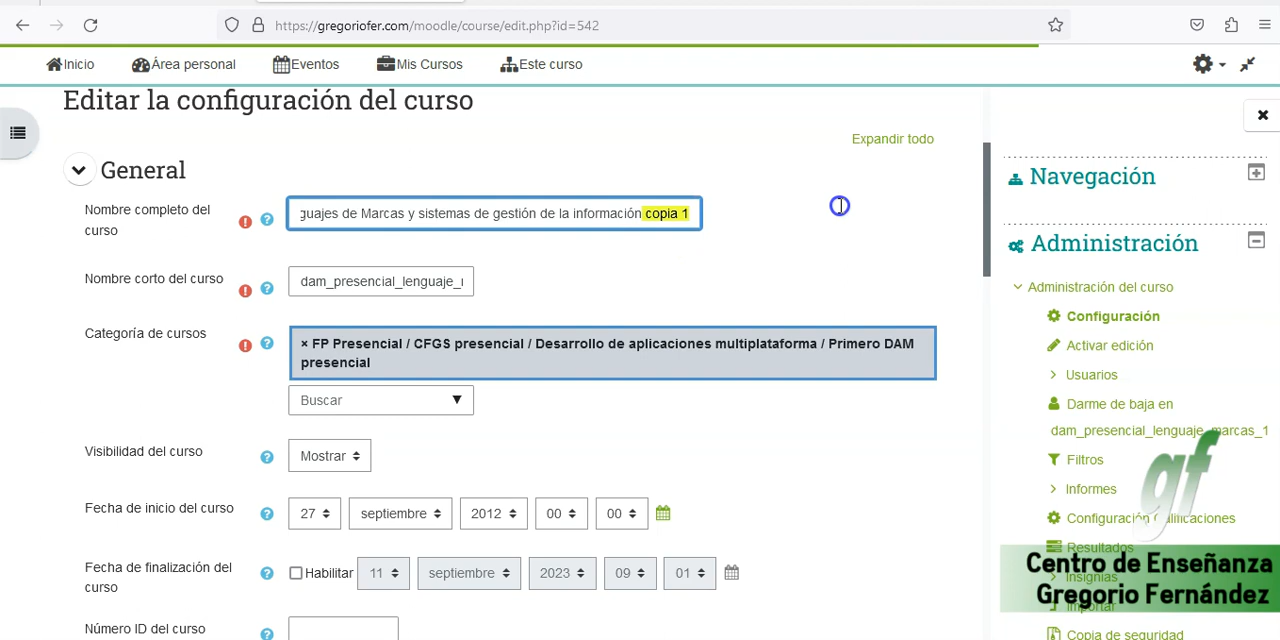 https://gregoriofer.com/moodle/course/edit.php?id=542
Inicio
Área personal
Eventos
Mis Cursos
Este curso
Editar la configuración del curso
Expandir todo
General
Nombre completo del
curso
guajes de Marcas y sistemas de gestión de la información copia 1
Nombre corto del curso
dam_presencial_lenguaje_
Categoría de cursos
× FP Presencial / CFGS presencial / Desarrollo de aplicaciones multiplataforma / Primero DAM
presencial
Buscar
Visibilidad del curso
Mostrar
Fecha de inicio del curso
27 septiembre 2012 00 00
Fecha de finalización del
curso
Habilitar 11 septiembre 2023 09 01
Número ID del curso
Navegación
Administración
Administración del curso
Configuración
Activar edición
Usuarios
Darme de baja en
dam_presencial_lenguaje_marcas_1
Filtros
Informes
Configuración Calificaciones
Resultados
Insignias
Importar
Copia de seguridad
gf
Centro de Enseñanza
Gregorio Fernández